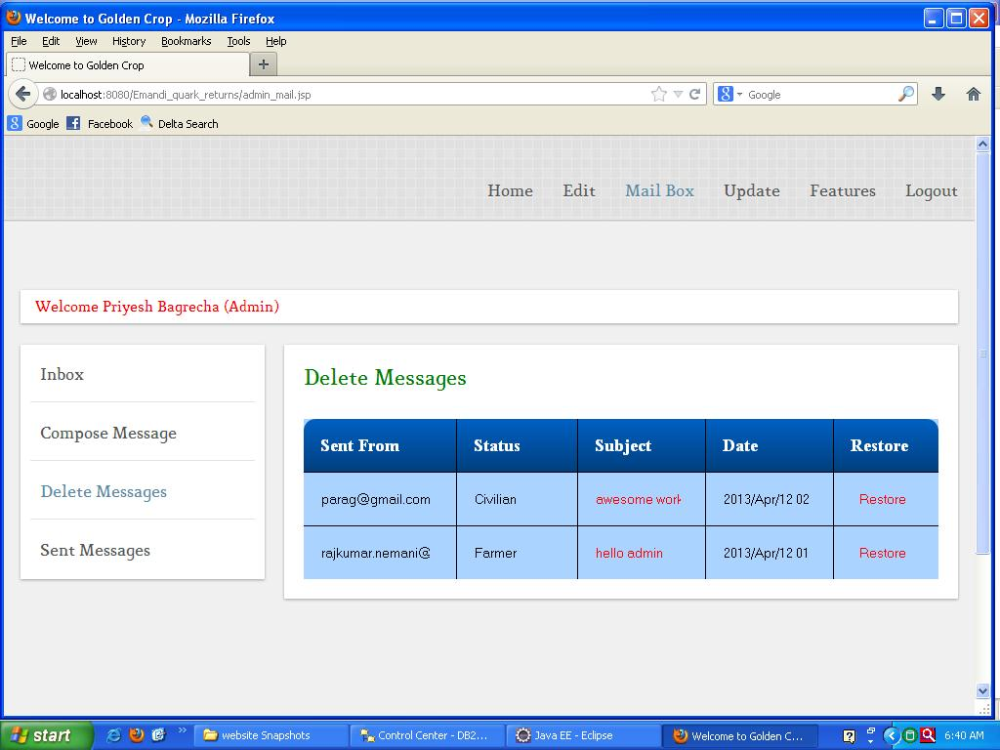 Welcome to Golden Crop - Mozilla Firefox
File Edit View History Bookmarks Tools Help
Welcome to Golden Crop
localhost:8080/Emandi_quark_returns/admin_mail.jsp
Google
Google Facebook Delta Search
Home Edit Mail Box Update Features Logout
Welcome Priyesh Bagrecha (Admin)
Inbox
Compose Message
Delete Messages
Sent Messages
Delete Messages
Sent From Status Subject Date Restore
parag@gmail.com Civilian awesome work 2013/Apr/12 02 Restore
rajkumar.nemani@ Farmer hello admin 2013/Apr/12 01 Restore
start website Snapshots Control Center - DB2... Java EE - Eclipse Welcome to Golden C... 6:40 AM